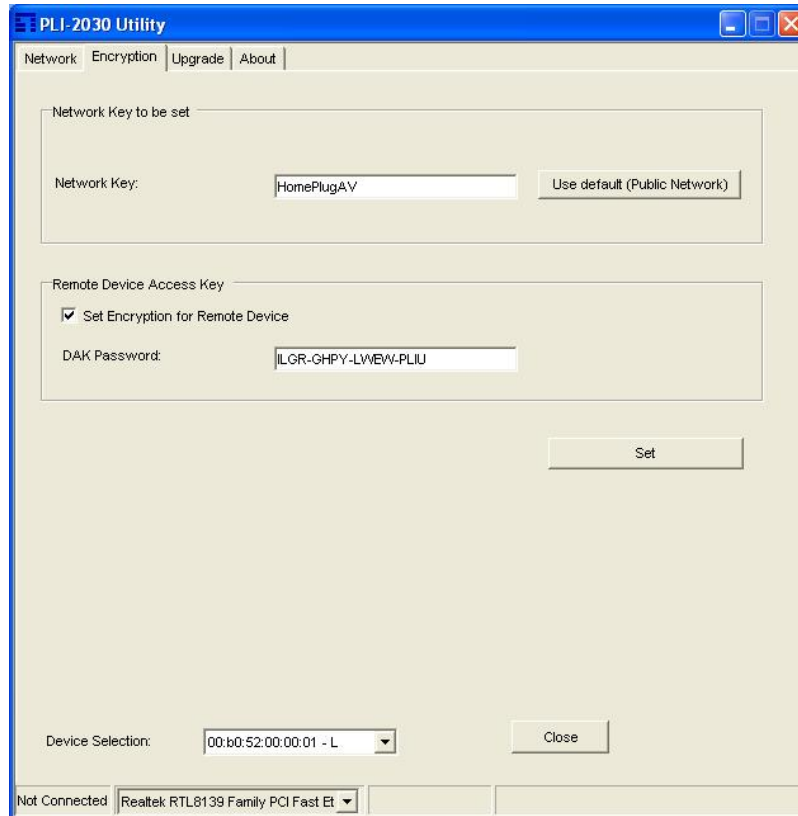 PLI-2030 Utility
Network Encryption Upgrade About
Network Key to be set
Network Key: HomePlugAV Use default (Public Network)
Remote Device Access Key
Set Encryption for Remote Device
DAK Password: ILGR-GHPY-LWEW-PLIU
Set
Device Selection: 00:b0:52:00:00:01 - L Close
Not Connected Realtek RTL8139 Family PCI Fast Et